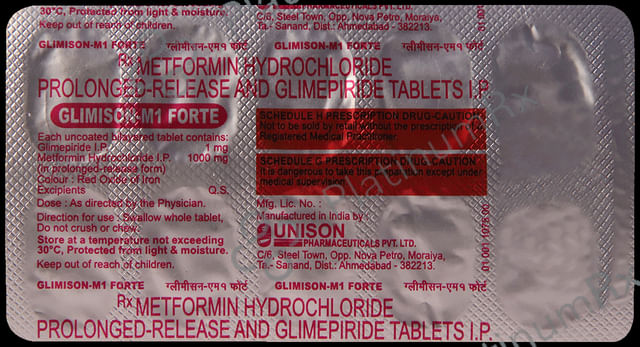 30°C, Protected from light & moisture.
Keep out of reach of children.
PHARMACEUTICALS PVT. LTD.
C/6, Steel Town, Opp. Nova Petro, Moraiya,
Ta.- Sanand, Dist.: Ahmedabad - 382213.
GLIMISON-M1 FORTE ग्लीमीसन-एम१ फोर्ट GLIMISON-M1 FORTE ग्लीमीसन-एम१ फोर्ट
Rx METFORMIN HYDROCHLORIDE
PROLONGED-RELEASE AND GLIMEPIRIDE TABLETS I.P.
GLIMISON-M1 FORTE
Each uncoated bilayered tablet contains:
Glimepiride I.P. 1 mg
Metformin Hydrochloride I.P. 1000 mg
(in prolonged-release form)
Colour : Red Oxide of Iron
Excipients Q.S.
Dose : As directed by the Physician.
Direction for use : Swallow whole tablet,
Do not crush or chew.
Store at a temperature not exceeding
30°C, Protected from light & moisture.
Keep out of reach of children.
SCHEDULE H PRESCRIPTION DRUG-CAUTION
Not to be sold by retail without the prescription of a
Registered Medical Practitioner.
SCHEDULE G PRESCRIPTION DRUG-CAUTION
It is dangerous to take this preparation except under
medical supervision.
Mfg. Lic. No. :
Manufactured in India by :
UNISON
PHARMACEUTICALS PVT. LTD.
C/6, Steel Town, Opp. Nova Petro, Moraiya,
Ta.- Sanand, Dist.: Ahmedabad - 382213.
GLIMISON-M1 FORTE ग्लीमीसन-एम१ फोर्ट GLIMISON-M1 FORTE ग्लीमीसन-एम१ फोर्ट
Rx METFORMIN HYDROCHLORIDE
PROLONGED-RELEASE AND GLIMEPIRIDE TABLETS I.P.
PlatinumRx